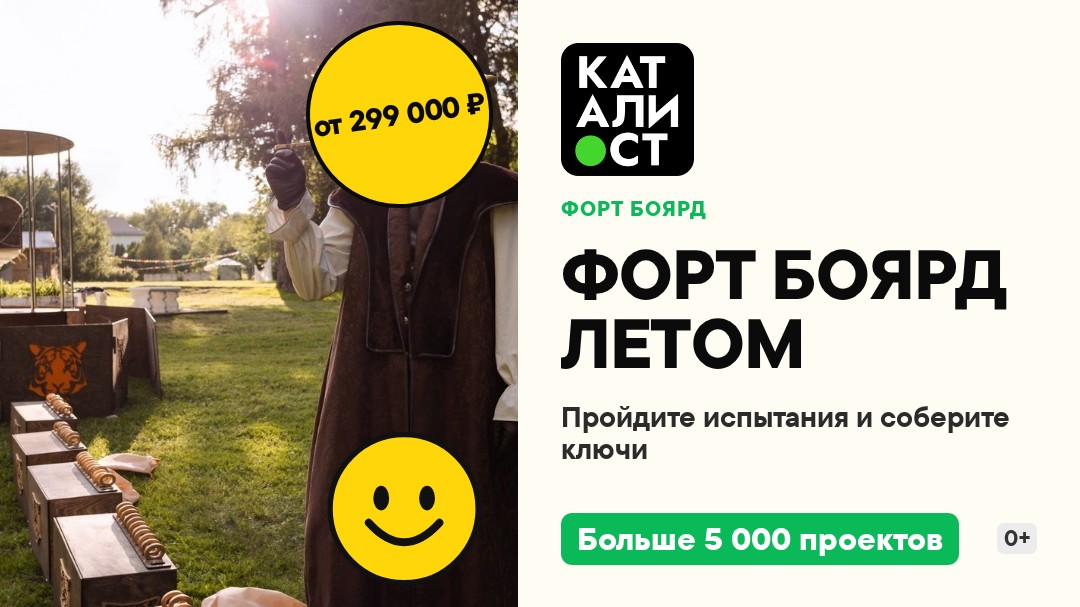 от 299 000 ₽
КАТ
АЛИ
СТ
ФОРТ БОЯРД
ФОРТ БОЯРД
ЛЕТОМ
Пройдите испытания и соберите
ключи
Больше 5 000 проектов
0+